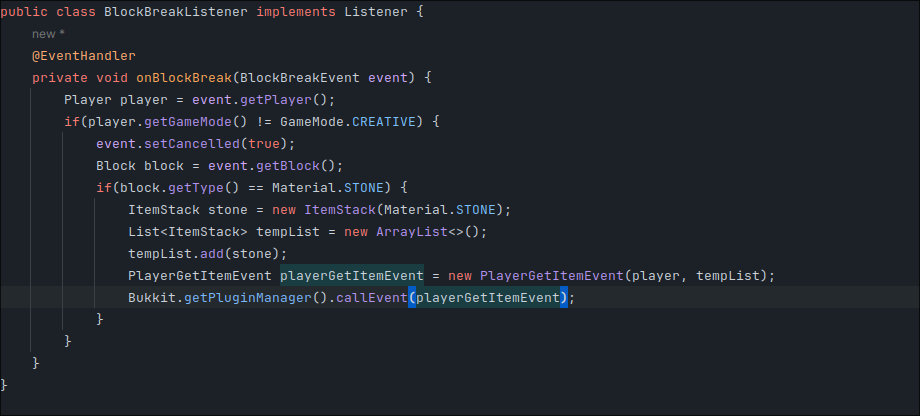 public class BlockBreakListener implements Listener {
new *
@EventHandler
private void onBlockBreak(BlockBreakEvent event) {
Player player = event.getPlayer();
if(player.getGameMode() != GameMode.CREATIVE) {
event.setCancelled(true);
Block block = event.getBlock();
if(block.getType() == Material.STONE) {
ItemStack stone = new ItemStack(Material.STONE);
List<ItemStack> tempList = new ArrayList<>();
tempList.add(stone);
PlayerGetItemEvent playerGetItemEvent = new PlayerGetItemEvent(player, tempList);
Bukkit.getPluginManager().callEvent(playerGetItemEvent);
}
}
}
}